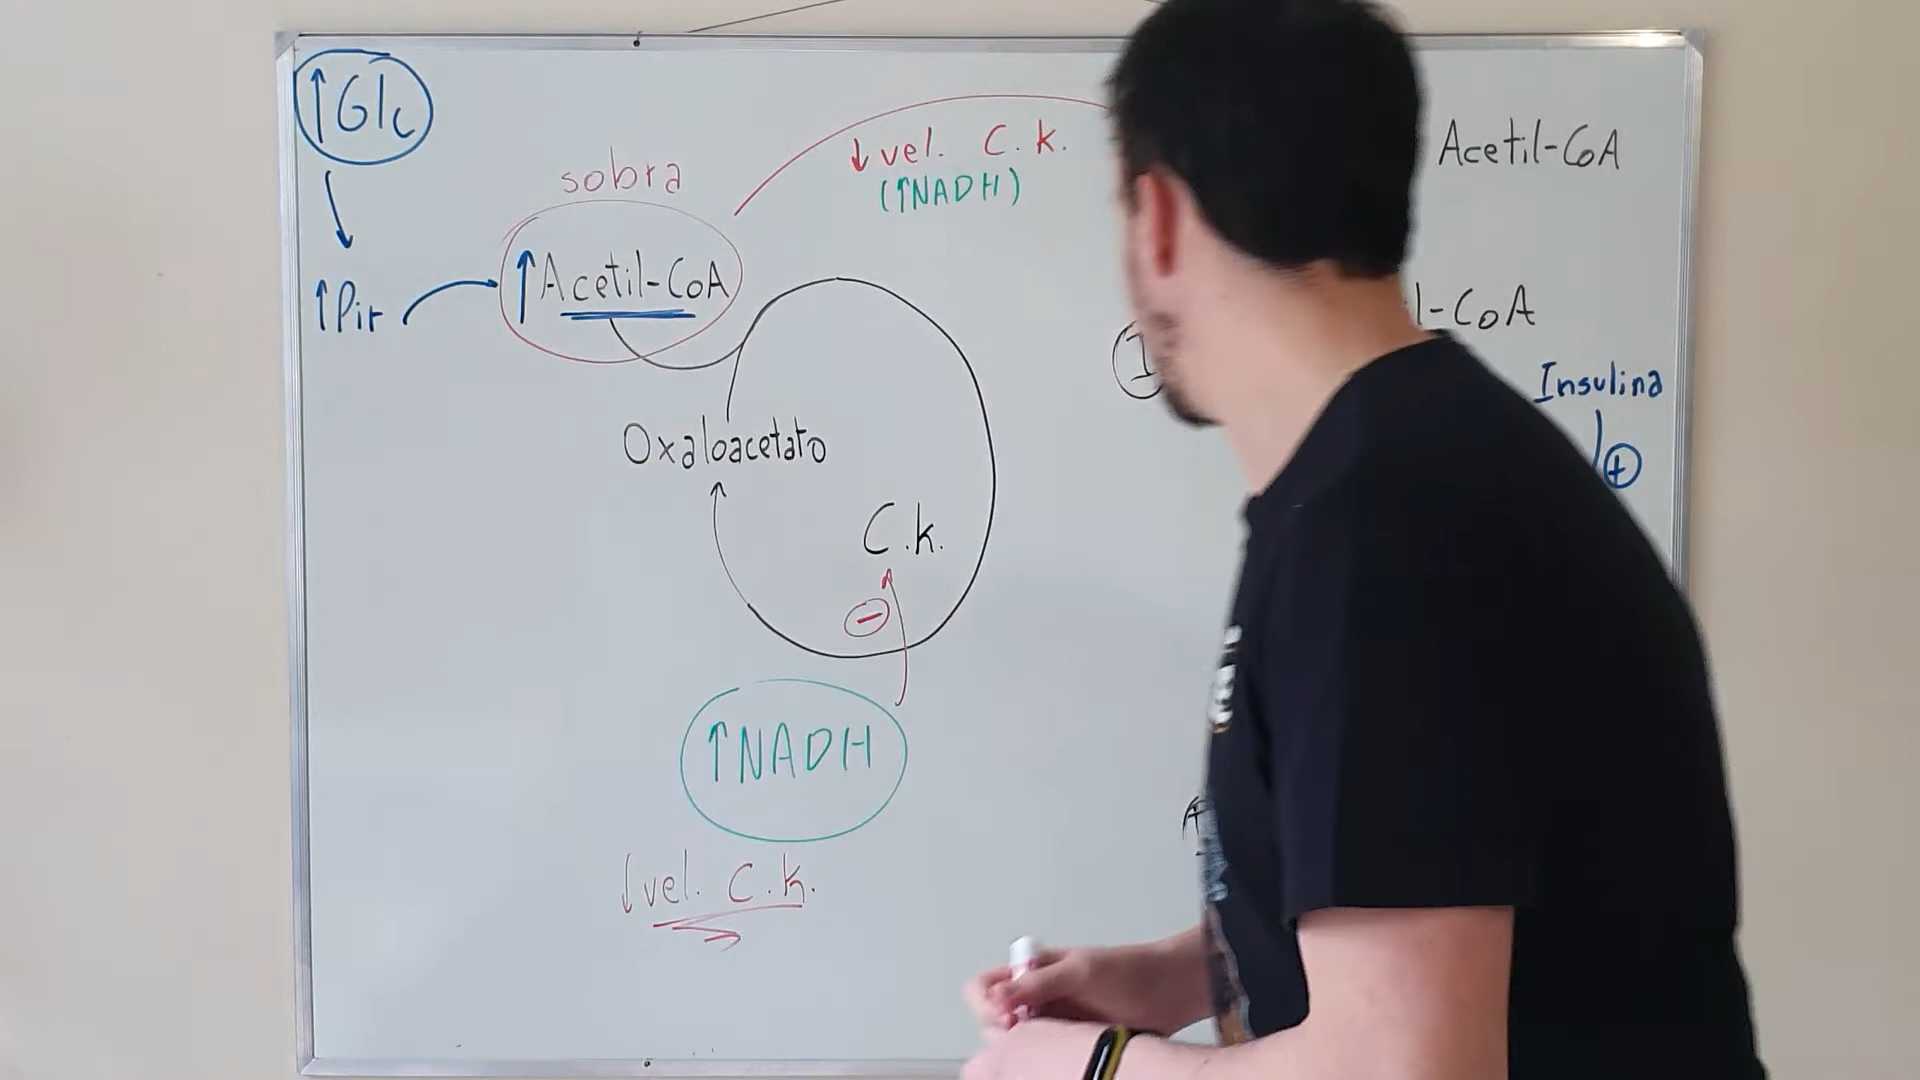 ↑Glc
↑Pir
sobra
↑Acetil-CoA
↓vel. C.k.
(↑NADH)
Oxaloacetato
C.k.
⊖
↑NADH
↓vel. C.k.
Acetil-CoA
l-CoA
Insulina
⊕